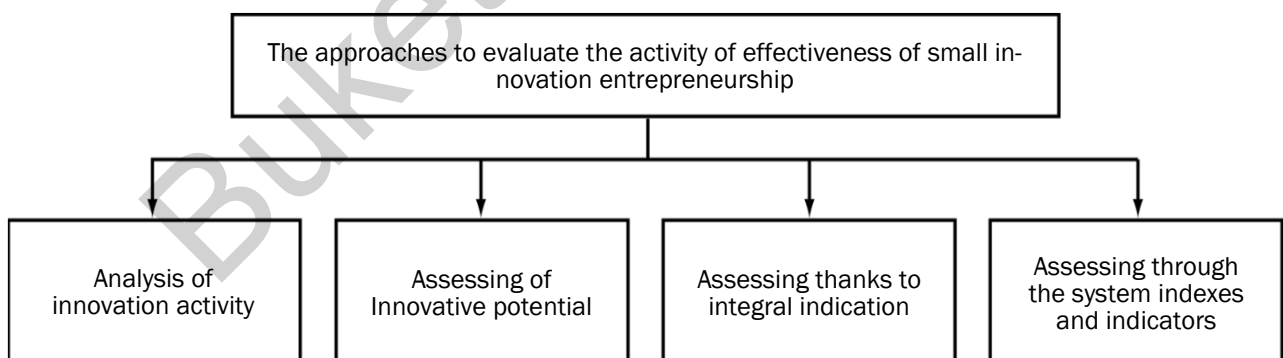 The approaches to evaluate the activity of effectiveness of small in-
novation entrepreneurship
Analysis of
innovation activity
Assessing of
Innovative potential
Assessing thanks to
integral indication
Assessing through
the system indexes
and indicators
Buke